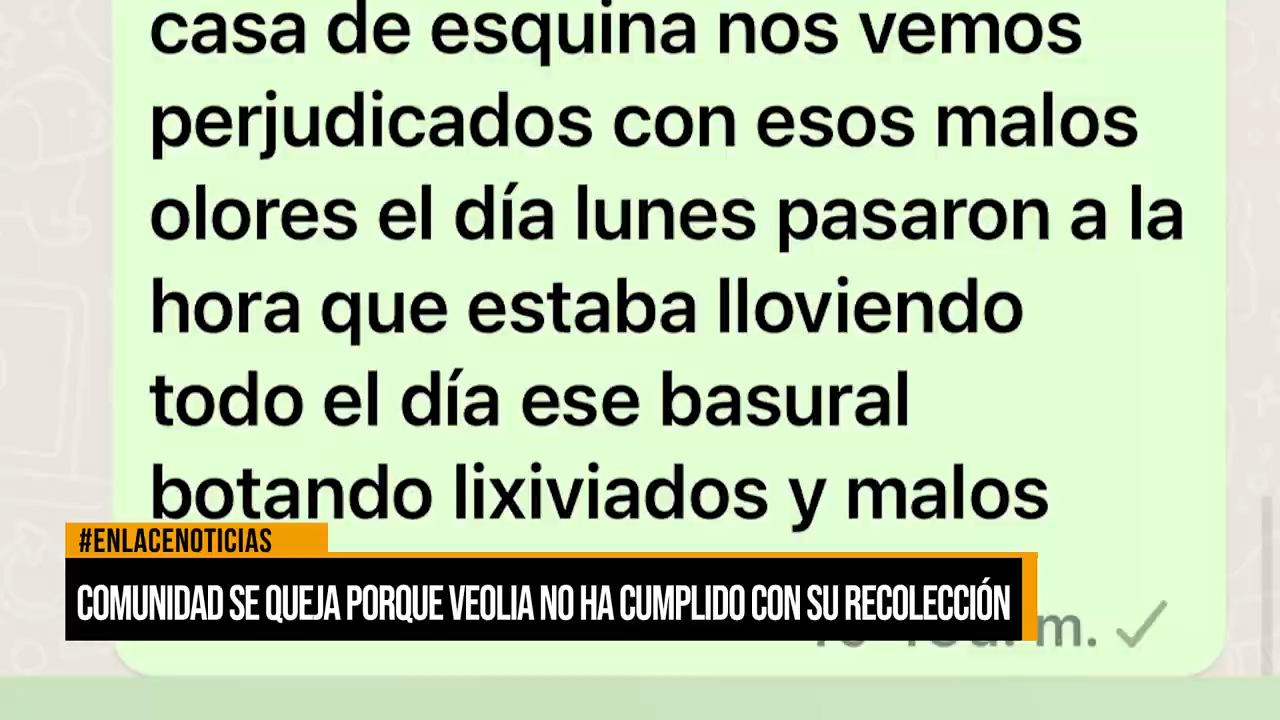 casa de esquina nos vemos
perjudicados con esos malos
olores el día lunes pasaron a la
hora que estaba lloviendo
todo el día ese basural
botando lixiviados y malos
#ENLACENOTICIAS
COMUNIDAD SE QUEJA PORQUE VEOLIA NO HA CUMPLIDO CON SU RECOLECCIÓN
m.